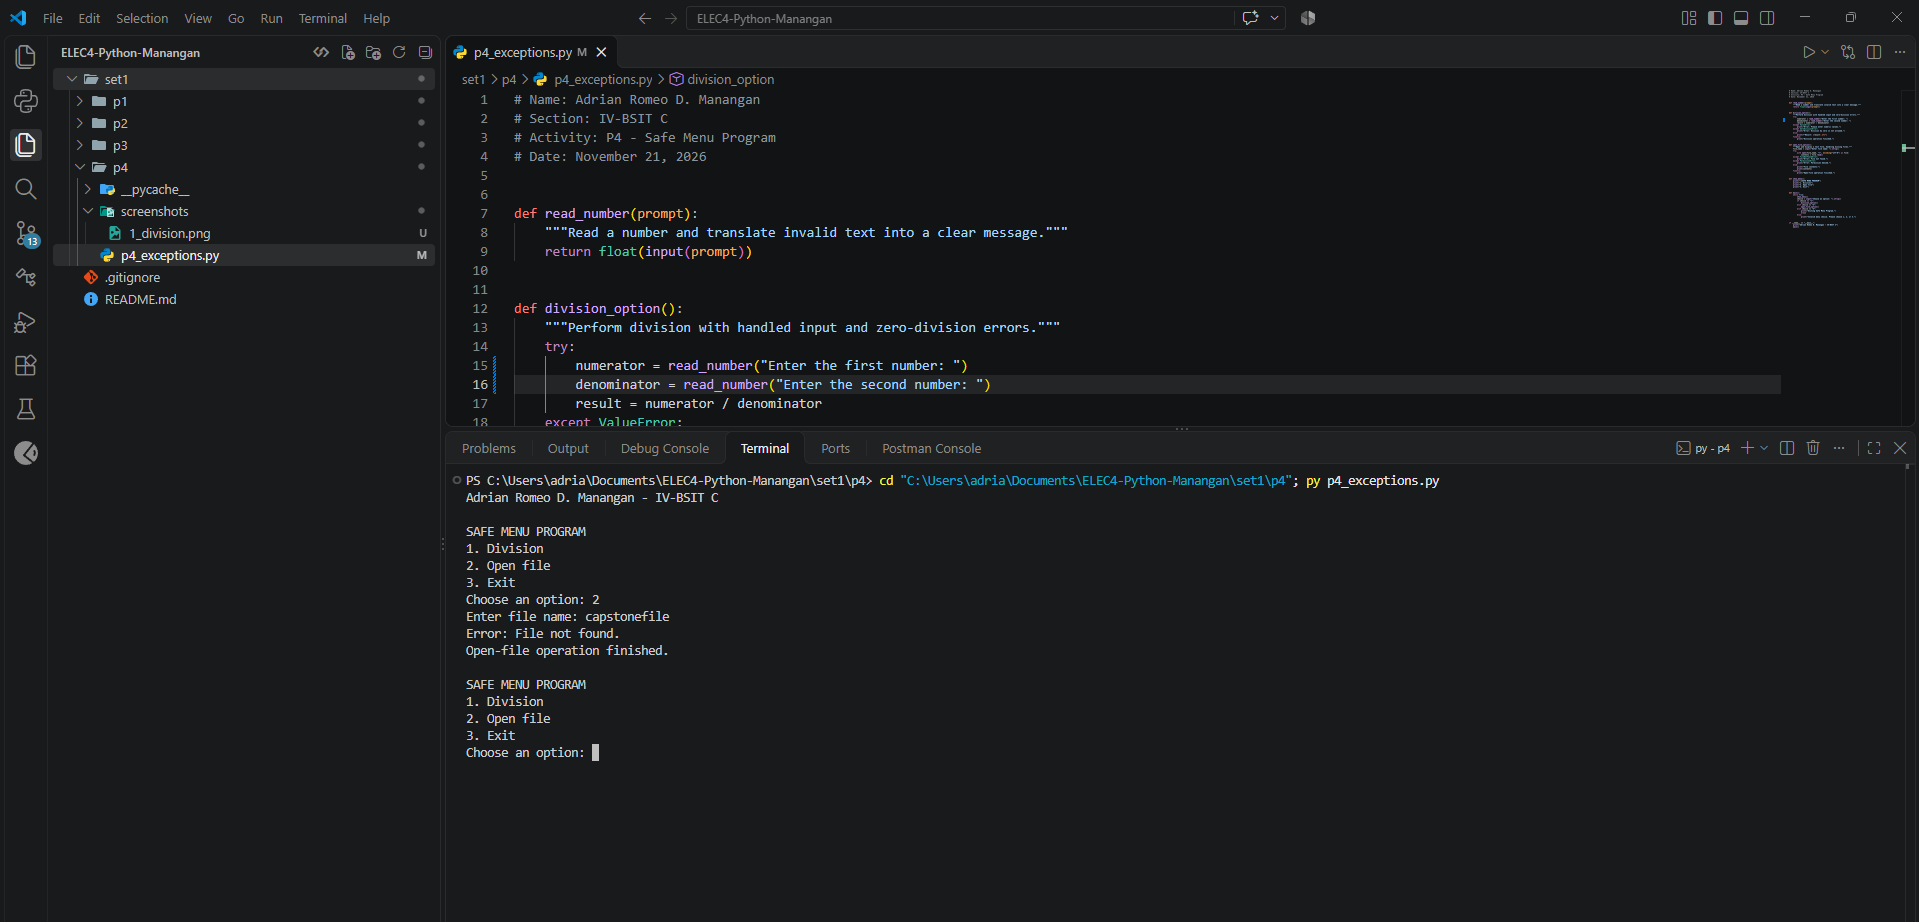 File Edit Selection View Go Run Terminal Help
ELEC4-Python-Manangan
ELEC4-Python-Manangan
set1
p1
p2
p3
p4
__pycache__
screenshots
1_division.png U
p4_exceptions.py M
.gitignore
README.md
13
p4_exceptions.py M
set1 > p4 > p4_exceptions.py > division_option
1 # Name: Adrian Romeo D. Manangan
2 # Section: IV-BSIT C
3 # Activity: P4 - Safe Menu Program
4 # Date: November 21, 2026
5
6
7 def read_number(prompt):
8 """Read a number and translate invalid text into a clear message."""
9 return float(input(prompt))
10
11
12 def division_option():
13 """Perform division with handled input and zero-division errors."""
14 try:
15 numerator = read_number("Enter the first number: ")
16 denominator = read_number("Enter the second number: ")
17 result = numerator / denominator
18 except ValueError:
Problems Output Debug Console Terminal Ports Postman Console
py - p4
PS C:\Users\adria\Documents\ELEC4-Python-Manangan\set1\p4> cd "C:\Users\adria\Documents\ELEC4-Python-Manangan\set1\p4"; py p4_exceptions.py
Adrian Romeo D. Manangan - IV-BSIT C
SAFE MENU PROGRAM
1. Division
2. Open file
3. Exit
Choose an option: 2
Enter file name: capstonefile
Error: File not found.
Open-file operation finished.
SAFE MENU PROGRAM
1. Division
2. Open file
3. Exit
Choose an option: